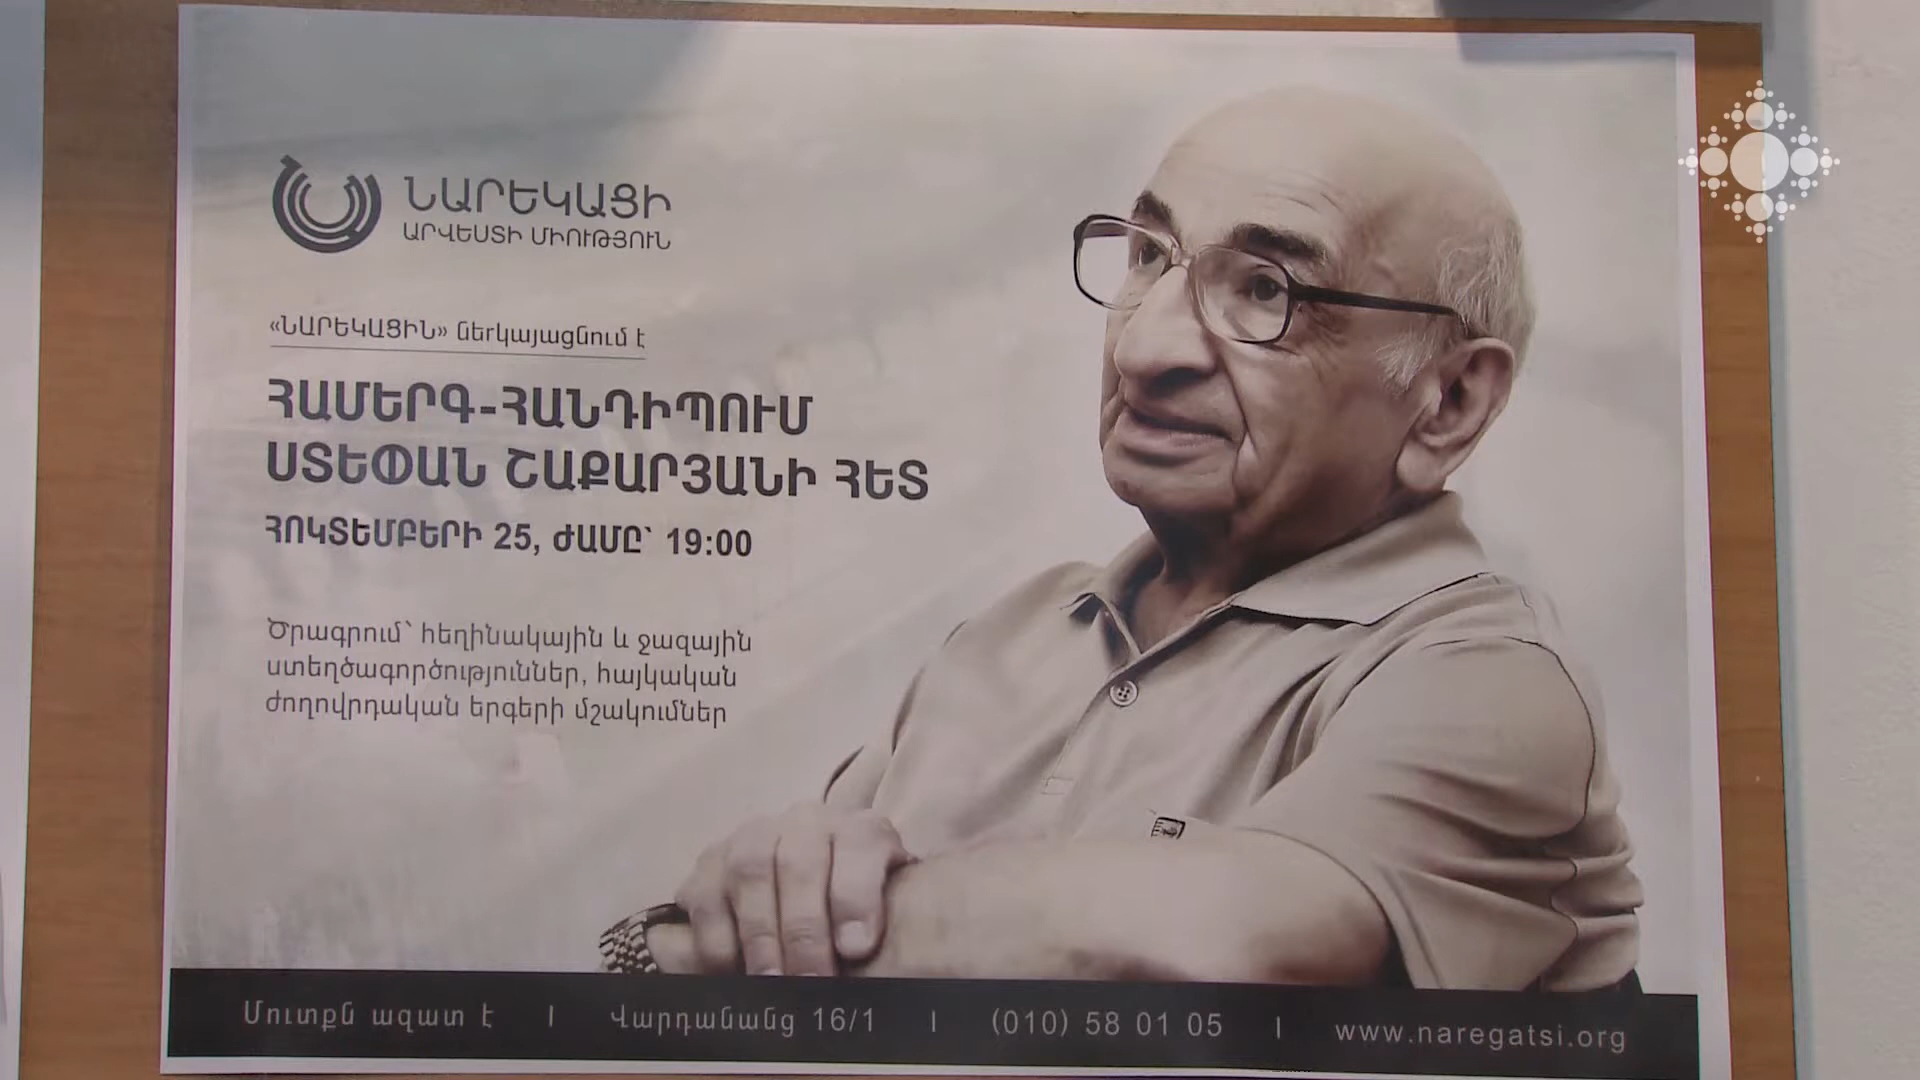 ՆԱՐԵԿԱՑԻ
ԱՐՎԵՍՏԻ ՄԻՈՒԹՅՈՒՆ
«ՆԱՐԵԿԱՑԻՆ» ներկայացնում է
ՀԱՄԵՐԳ-ՀԱՆԴԻՊՈՒՄ
ՍՏԵՓԱՆ ՇԱՔԱՐՅԱՆԻ ՀԵՏ
ՀՈԿՏԵՄԲԵՐԻ 25, ԺԱՄԸ՝ 19:00
Ծրագրում՝ հեղինակային և ջազային
ստեղծագործություններ, հայկական
ժողովրդական երգերի մշակումներ
Մուտքն ազատ է | Վարդանանց 16/1 | (010) 58 01 05 | www.naregatsi.org